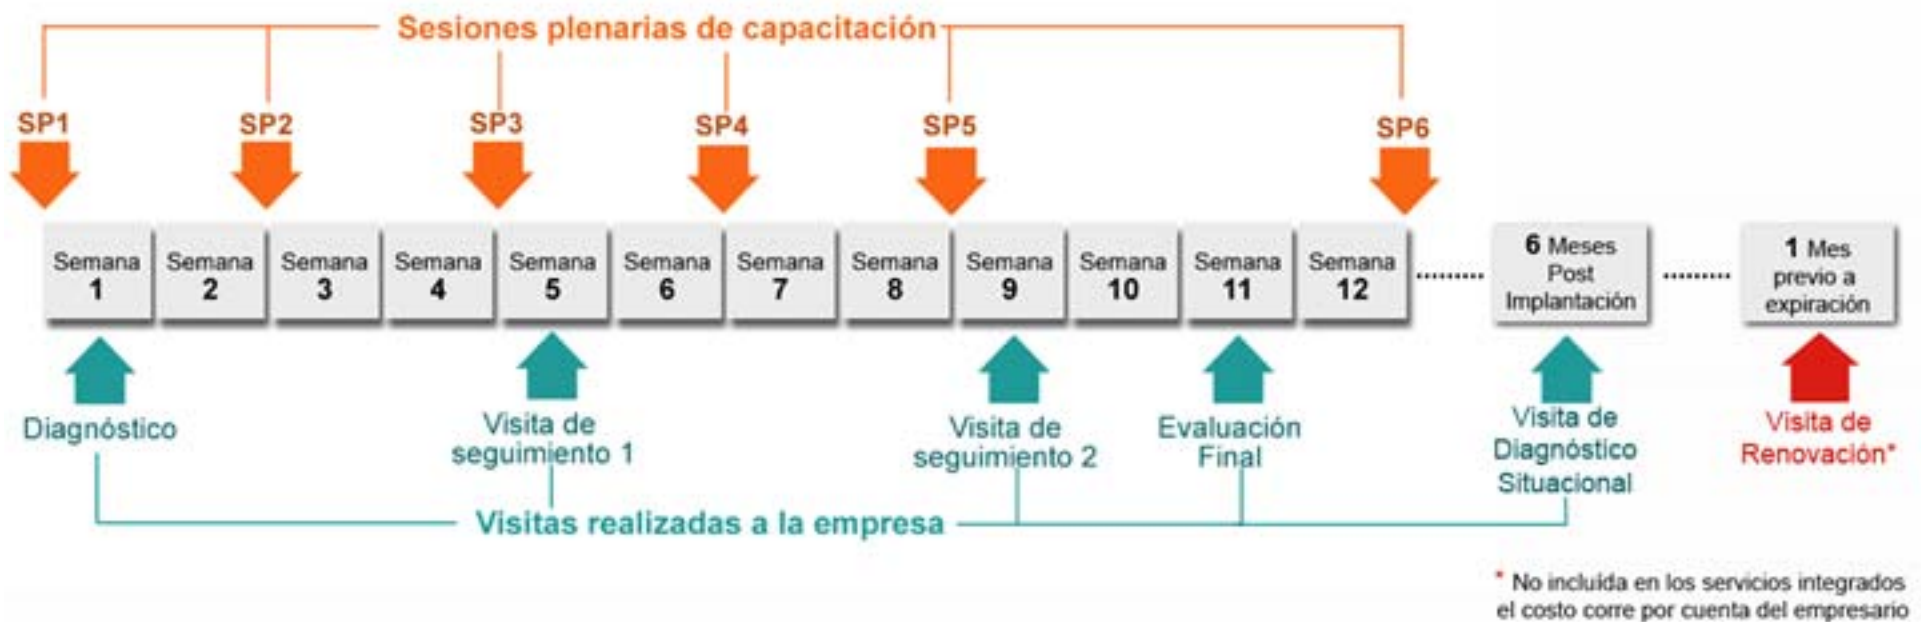 Sesiones plenarias de capacitación
SP1
SP2
SP3
SP4
SP5
SP6
Semana
1
Semana
2
Semana
3
Semana
4
Semana
5
Semana
6
Semana
7
Semana
8
Semana
9
Semana
10
Semana
11
Semana
12
6 Meses
Post
Implantación
1 Mes
previo a
expiración
Diagnóstico
Visita de
seguimiento 1
Visita de
seguimiento 2
Evaluación
Final
Visita de
Diagnóstico
Situacional
Visita de
Renovación*
Visitas realizadas a la empresa
* No incluída en los servicios integrados
el costo corre por cuenta del empresario